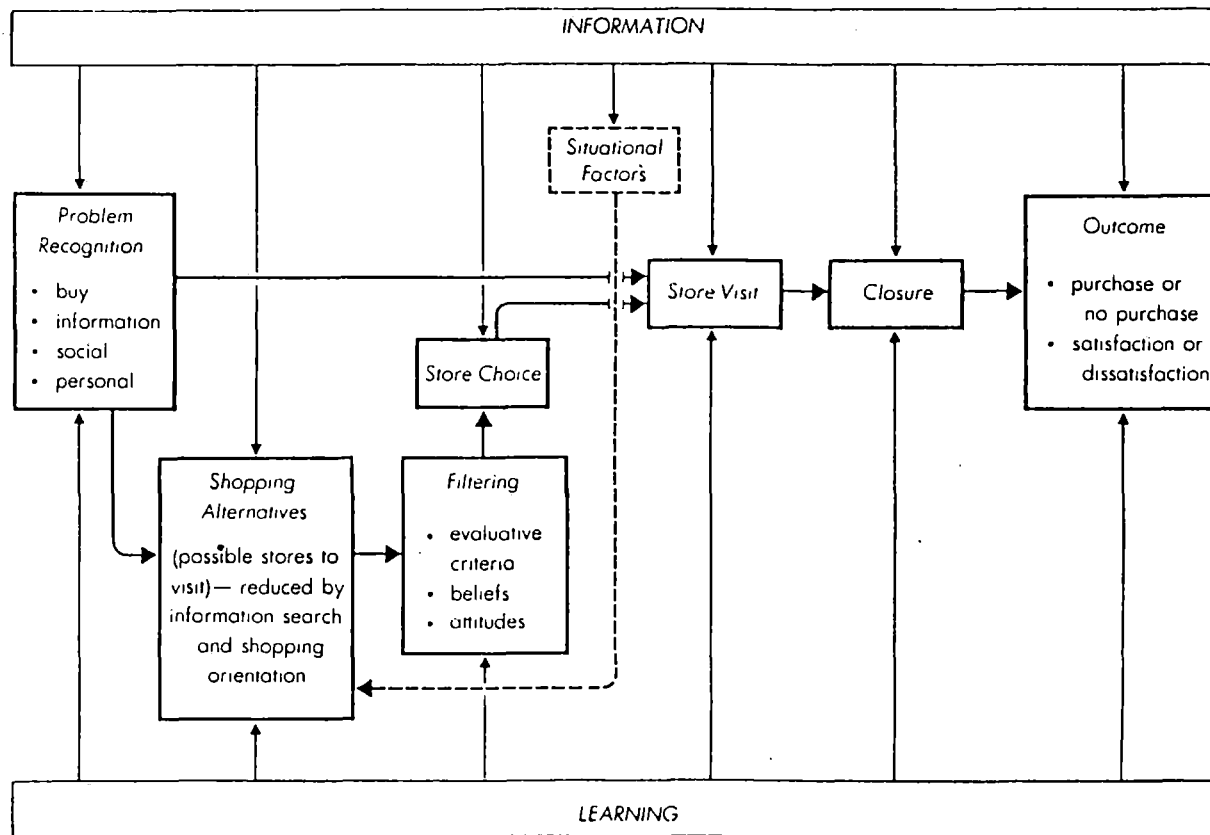 INFORMATION
Situational
Factors
Problem
Recognition
• buy
• information
• social
• personal
Outcome
• purchase or
no purchase
• satisfaction or
dissatisfaction
Store Visit
Closure
Store Choice
Shopping
Alternatives
(possible stores to
visit)— reduced by
information search
and shopping
orientation
Filtering
• evaluative
criteria
• beliefs
• attitudes
LEARNING